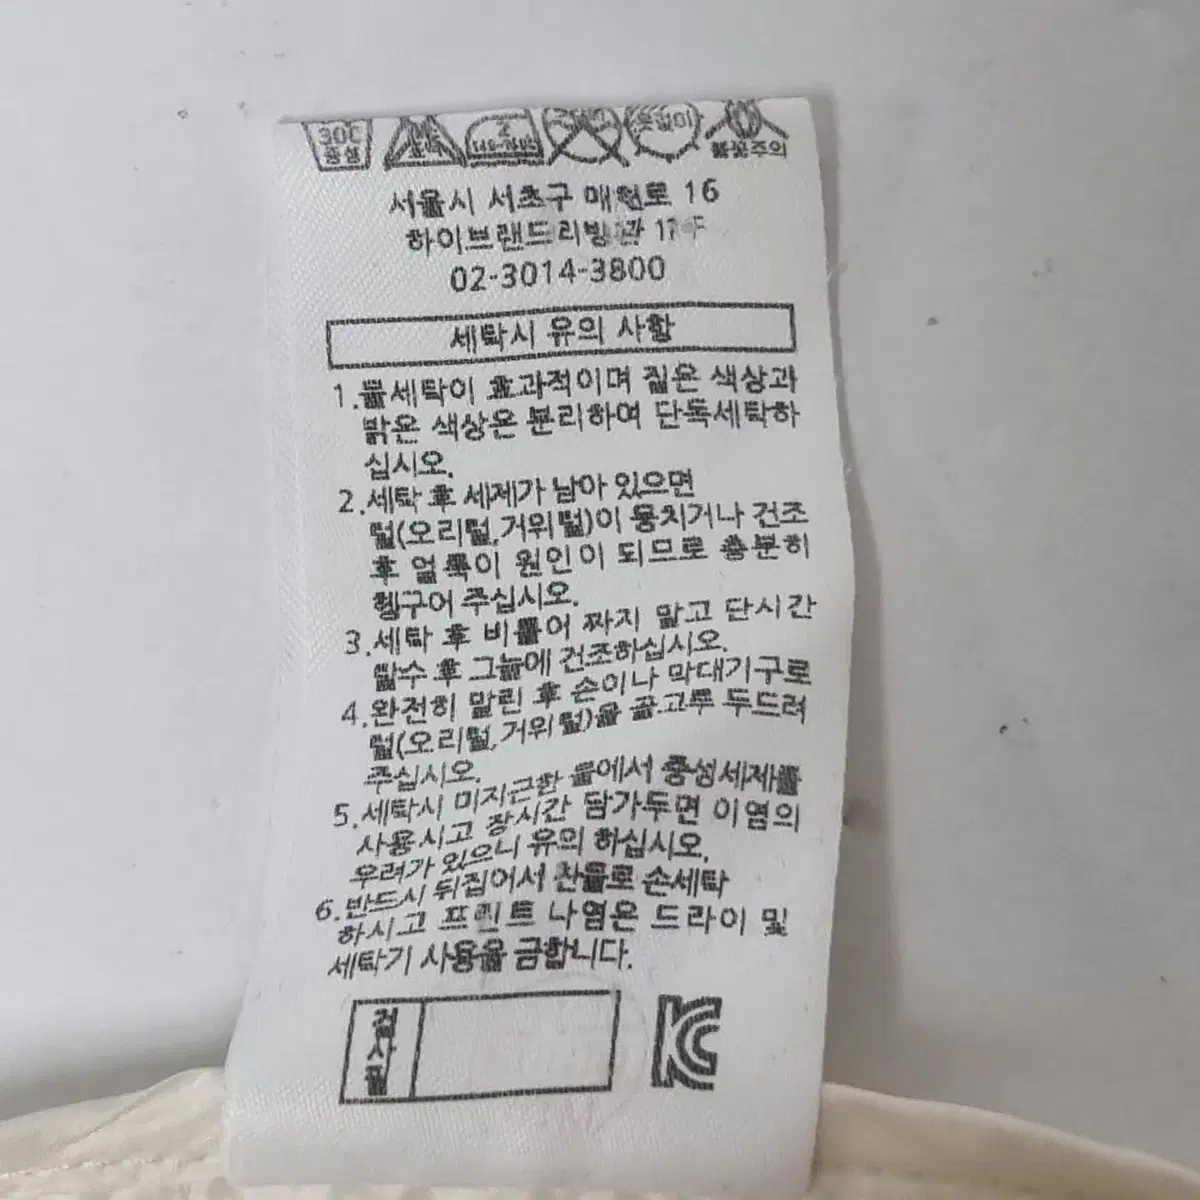 30C
중성
불꽃주의
서울시 서초구 매헌로 16
하이브랜드리빙관 17F
02-3014-3800
세탁시 유의 사항
1.물세탁이 효과적이며 짙은 색상과
밝은 색상은 분리하여 단독세탁하
십시오.
2.세탁 후 세제가 남아 있으면
털(오리털,거위털)이 뭉치거나 건조
후 얼룩이 원인이 되므로 충분히
헹구어 주십시오.
3.세탁 후 비틀어 짜지 말고 단시간
탈수 후 그늘에 건조하십시오.
4.완전히 말린 후 손이나 막대기구로
털(오리털,거위털)을 골고루 두드려
주십시오.
5.세탁시 미지근한 물에서 중성세제를
사용시고 장시간 담가두면 이염의
우려가 있으니 유의 하십시오.
6.반드시 뒤집어서 찬물로 손세탁
하시고 프린트 나염은 드라이 및
세탁기 사용을 금합니다.
검사필
KC